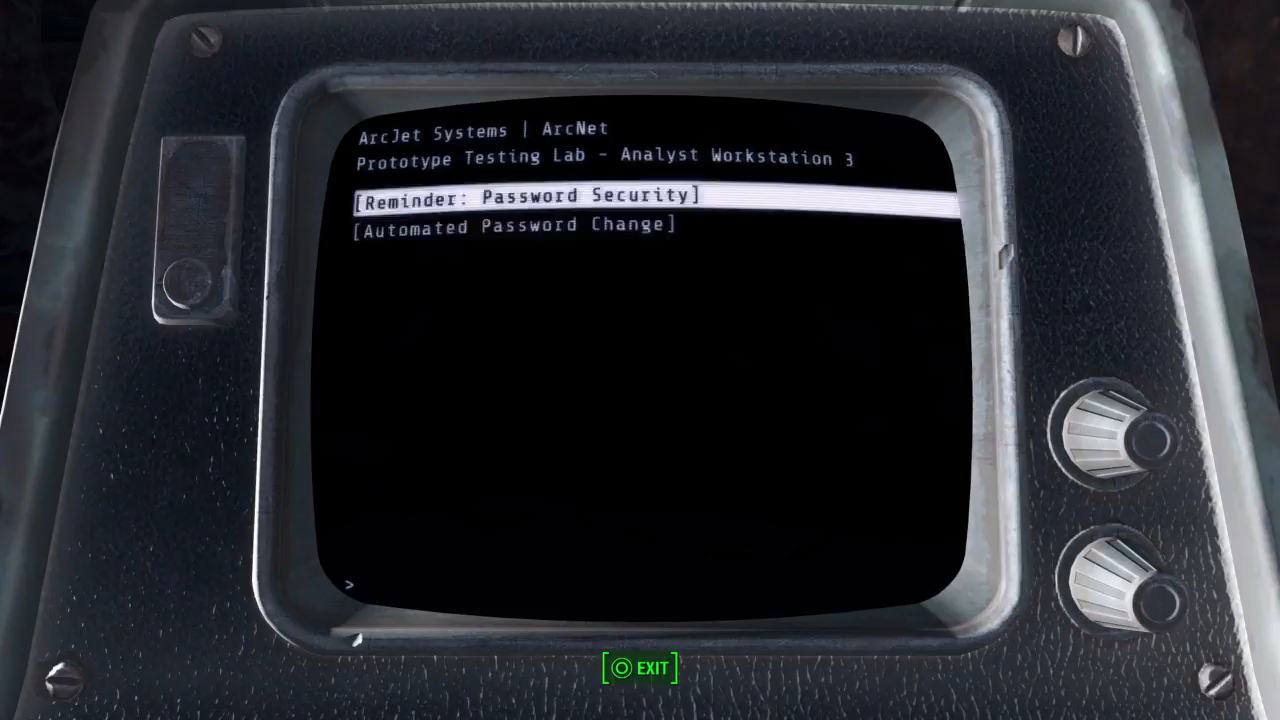 ArcJet Systems | ArcNet
Prototype Testing Lab - Analyst Workstation 3
[Reminder: Password Security]
[Automated Password Change]
>
[ EXIT]